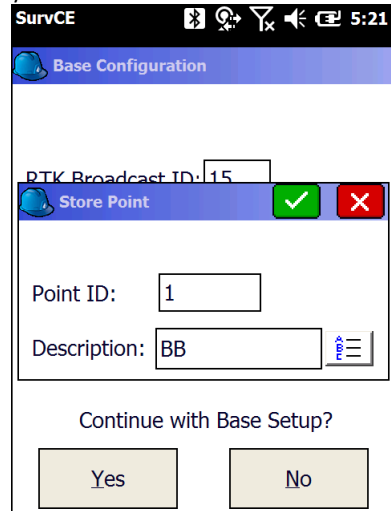 SurvCE 5:21
Base Configuration
RTK Broadcast ID: 15
Store Point
Point ID: 1
Description: BB
Continue with Base Setup?
Yes No